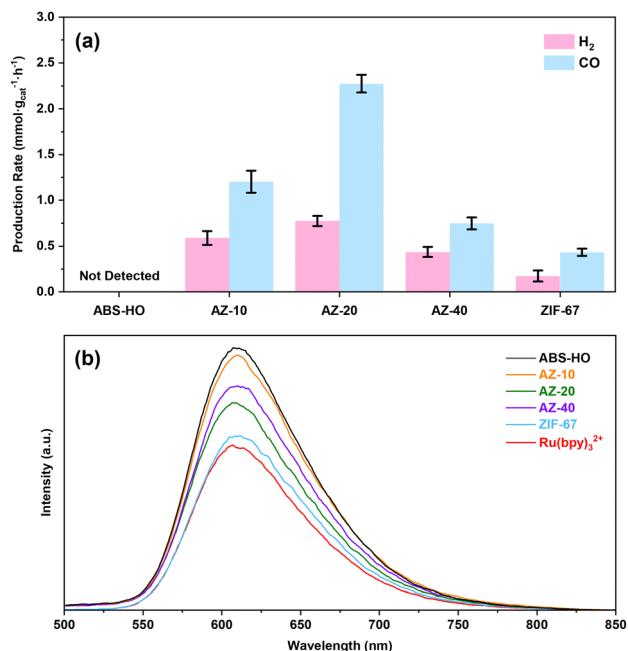 (a)
H₂
CO
Production Rate (mmol·g_cat⁻¹·h⁻¹)
3.0
2.5
2.0
1.5
1.0
0.5
0.0
Not Detected
ABS-HO AZ-10 AZ-20 AZ-40 ZIF-67
(b)
ABS-HO
AZ-10
AZ-20
AZ-40
ZIF-67
Ru(bpy)₃²⁺
Intensity (a.u.)
500 550 600 650 700 750 800 850
Wavelength (nm)